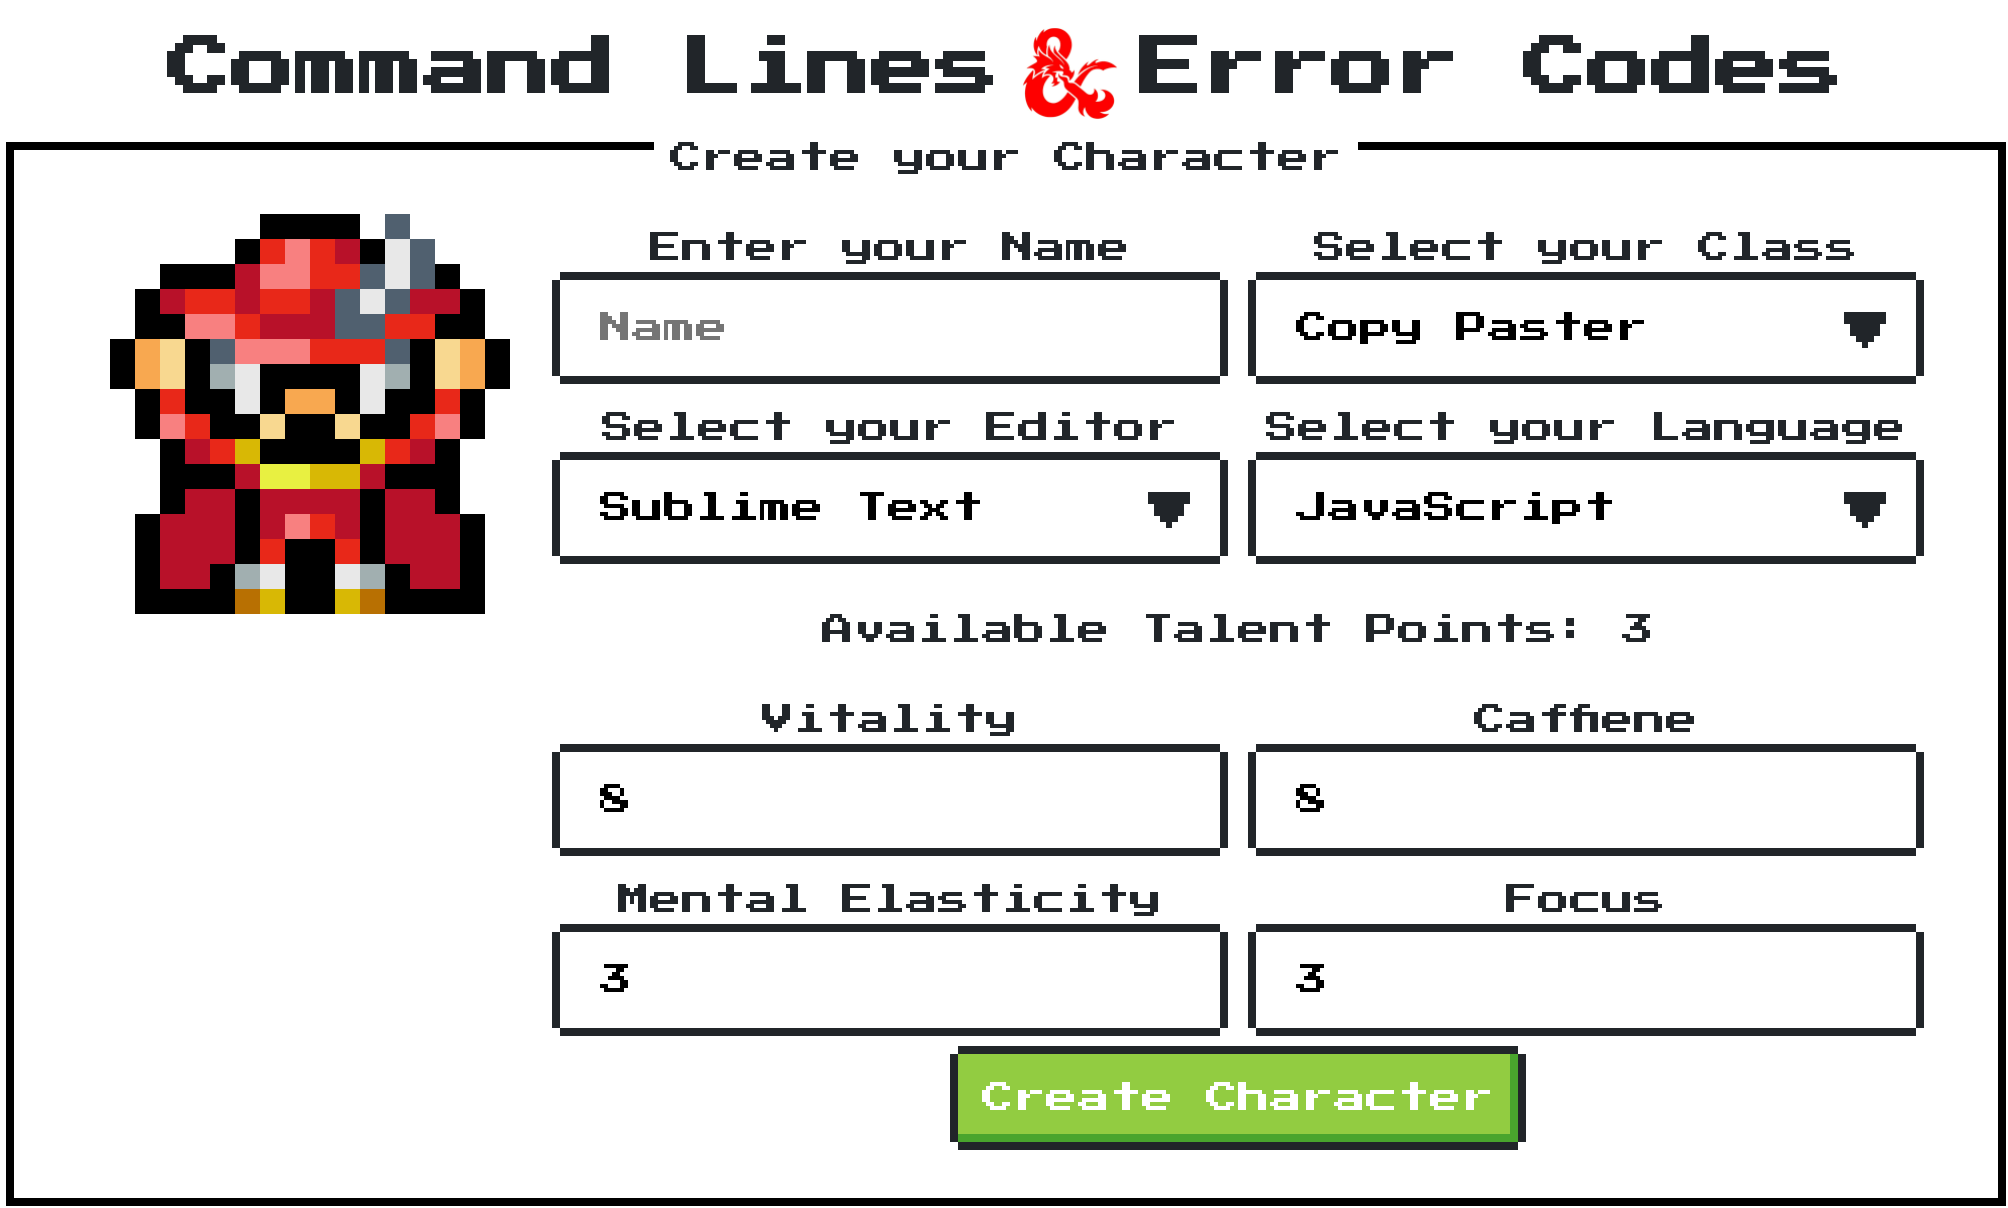 Command Lines & Error Codes
Create your Character
Enter your Name
Select your Class
Name
Copy Paster
Select your Editor
Select your Language
Sublime Text
JavaScript
Available Talent Points: 3
Vitality
Caffiene
8
8
Mental Elasticity
Focus
3
3
Create Character